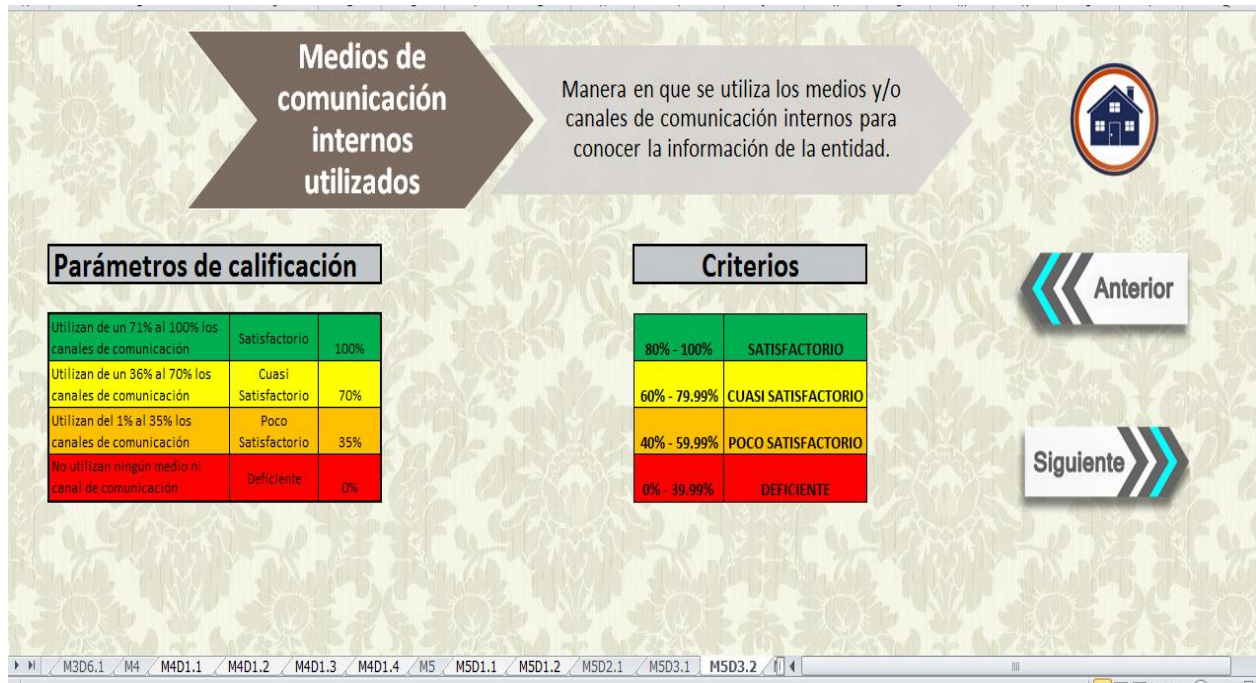 Medios de
comunicación
internos
utilizados
Manera en que se utiliza los medios y/o
canales de comunicación internos para
conocer la información de la entidad.
Parámetros de calificación
Utilizan de un 71% al 100% los
canales de comunicación
Satisfactorio
100%
Utilizan de un 36% al 70% los
canales de comunicación
Cuasi
Satisfactorio
70%
Utilizan del 1% al 35% los
canales de comunicación
Poco
Satisfactorio
35%
No utilizan ningún medio ni
canal de comunicación
Deficiente
0%
Criterios
80% - 100% SATISFACTORIO
60% - 79.99% CUASI SATISFACTORIO
40% - 59.99% POCO SATISFACTORIO
0% - 39.99% DEFICIENTE
Anterior
Siguiente
M3D6.1 M4 M4D1.1 M4D1.2 M4D1.3 M4D1.4 M5 M5D1.1 M5D1.2 M5D2.1 M5D3.1 M5D3.2